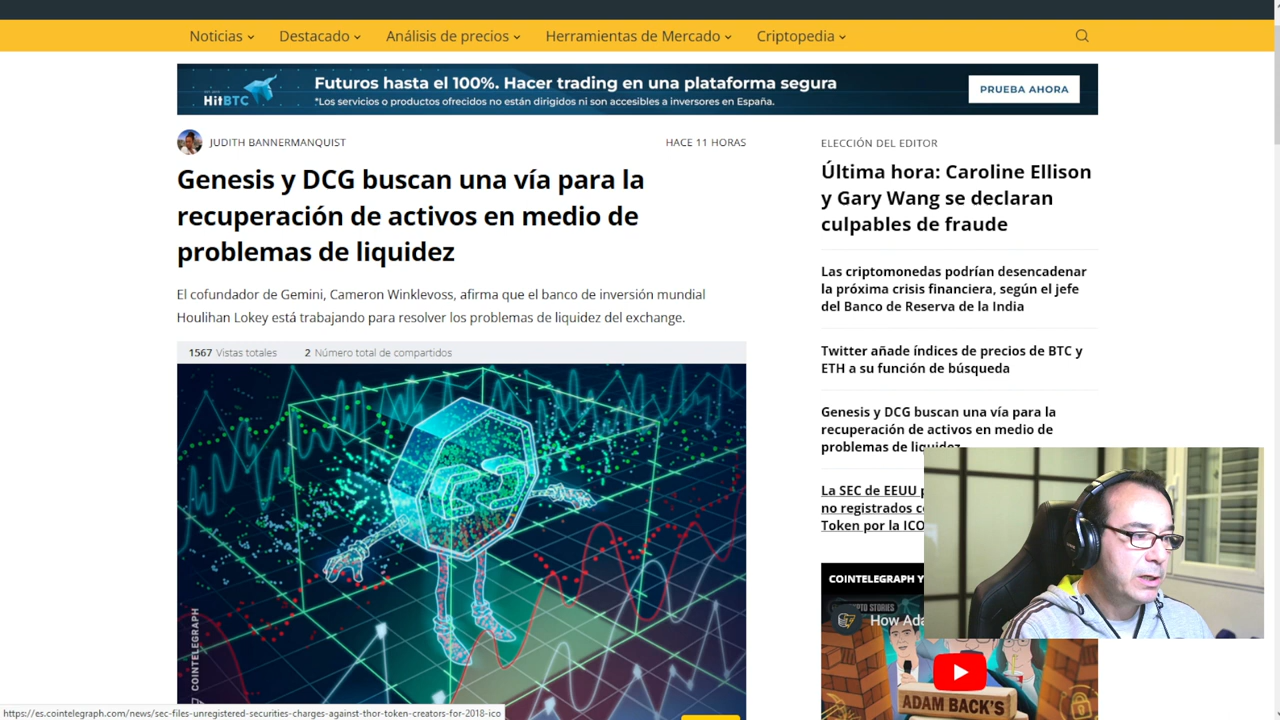 Noticias
Destacado
Análisis de precios
Herramientas de Mercado
Criptopedia
HitBTC
Futuros hasta el 100%. Hacer trading en una plataforma segura
*Los servicios o productos ofrecidos no están dirigidos ni son accesibles a inversores en España.
PRUEBA AHORA
JUDITH BANNERMANQUIST
HACE 11 HORAS
Genesis y DCG buscan una vía para la
recuperación de activos en medio de
problemas de liquidez
El cofundador de Gemini, Cameron Winklevoss, afirma que el banco de inversión mundial
Houlihan Lokey está trabajando para resolver los problemas de liquidez del exchange.
1567 Vistas totales
2 Número total de compartidos
COINTELEGRAPH
ELECCIÓN DEL EDITOR
Última hora: Caroline Ellison
y Gary Wang se declaran
culpables de fraude
Las criptomonedas podrían desencadenar
la próxima crisis financiera, según el jefe
del Banco de Reserva de la India
Twitter añade índices de precios de BTC y
ETH a su función de búsqueda
Genesis y DCG buscan una vía para la
recuperación de activos en medio de
problemas de liquidez
La SEC de EEUU
no registrados
Token por la ICO
COINTELEGRAPH Y
CRYPTO STORIES
How
ADAM BACK'S
https://es.cointelegraph.com/news/sec-files-unregistered-securities-charges-against-thor-token-creators-for-2018-ico